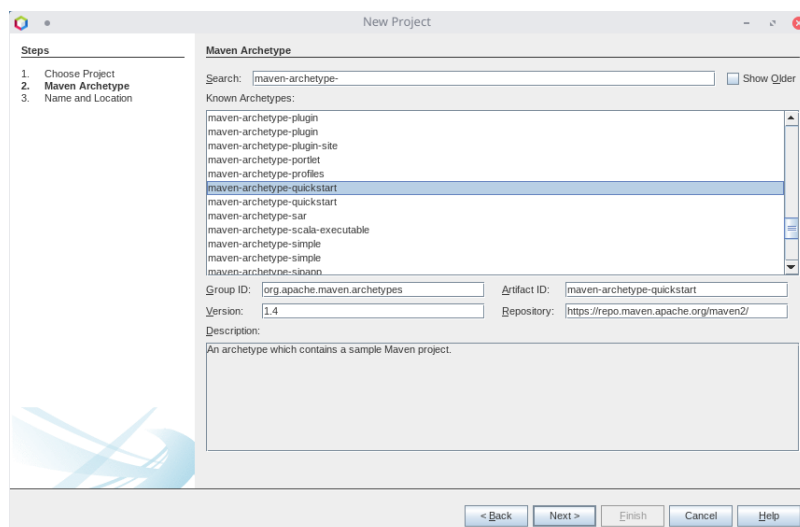 New Project
Steps
1. Choose Project
2. Maven Archetype
3. Name and Location
Maven Archetype
Search: maven-archetype-
Show Older
Known Archetypes:
maven-archetype-plugin
maven-archetype-plugin
maven-archetype-plugin-site
maven-archetype-portlet
maven-archetype-profiles
maven-archetype-quickstart
maven-archetype-quickstart
maven-archetype-sar
maven-archetype-scala-executable
maven-archetype-simple
maven-archetype-simple
maven-archetype-sipapp
Group ID: org.apache.maven.archetypes Artifact ID: maven-archetype-quickstart
Version: 1.4 Repository: https://repo.maven.apache.org/maven2/
Description:
An archetype which contains a sample Maven project.
< Back Next > Finish Cancel Help